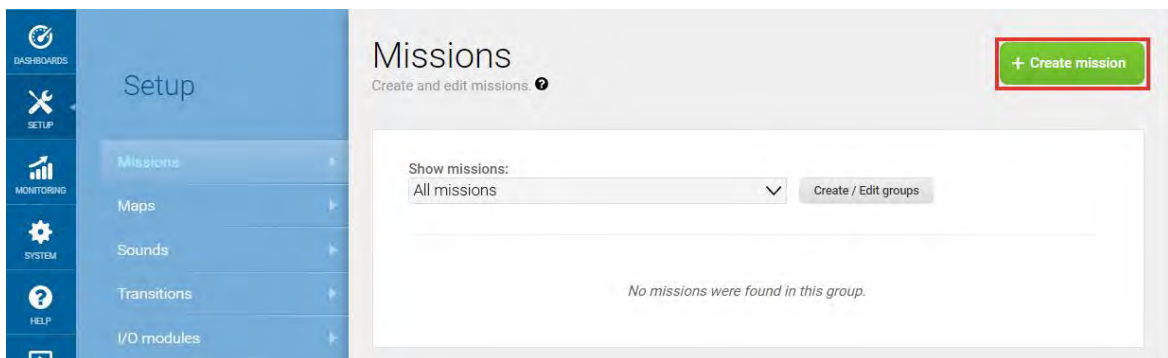 DASHBOARDS
SETUP
MONITORING
SYSTEM
HELP
Setup
Missions
Maps
Sounds
Transitions
I/O modules
Missions
Create and edit missions. ?
+ Create mission
Show missions:
All missions
Create / Edit groups
No missions were found in this group.